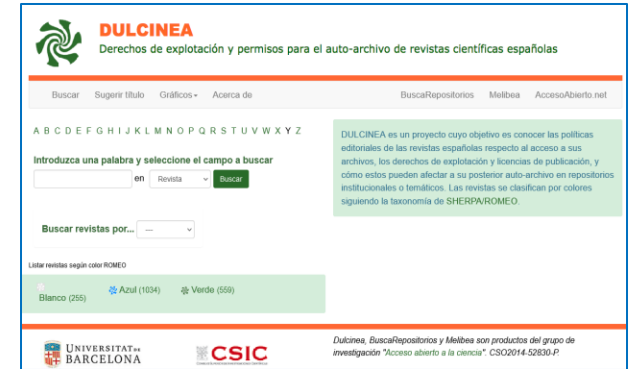 DULCINEA
Derechos de explotación y permisos para el auto-archivo de revistas científicas españolas
Buscar Sugerir título Gráficos Acerca de BuscaRepositorios Melibea AccesoAbierto.net
A B C D E F G H I J K L M N O P Q R S T U V W X Y Z
Introduzca una palabra y seleccione el campo a buscar
en Revista Buscar
Buscar revistas por... ---
Listar revistas según color ROMEO
Blanco (255) Azul (1034) Verde (559)
DULCINEA es un proyecto cuyo objetivo es conocer las políticas
editoriales de las revistas españolas respecto al acceso a sus
archivos, los derechos de explotación y licencias de publicación, y
cómo estos pueden afectar a su posterior auto-archivo en repositorios
institucionales o temáticos. Las revistas se clasifican por colores
siguiendo la taxonomía de SHERPA/ROMEO.
UNIVERSITAT DE
BARCELONA
CSIC
Dulcinea, BuscaRepositorios y Melibea son productos del grupo de
investigación "Acceso abierto a la ciencia". CSO2014-
52830-P.